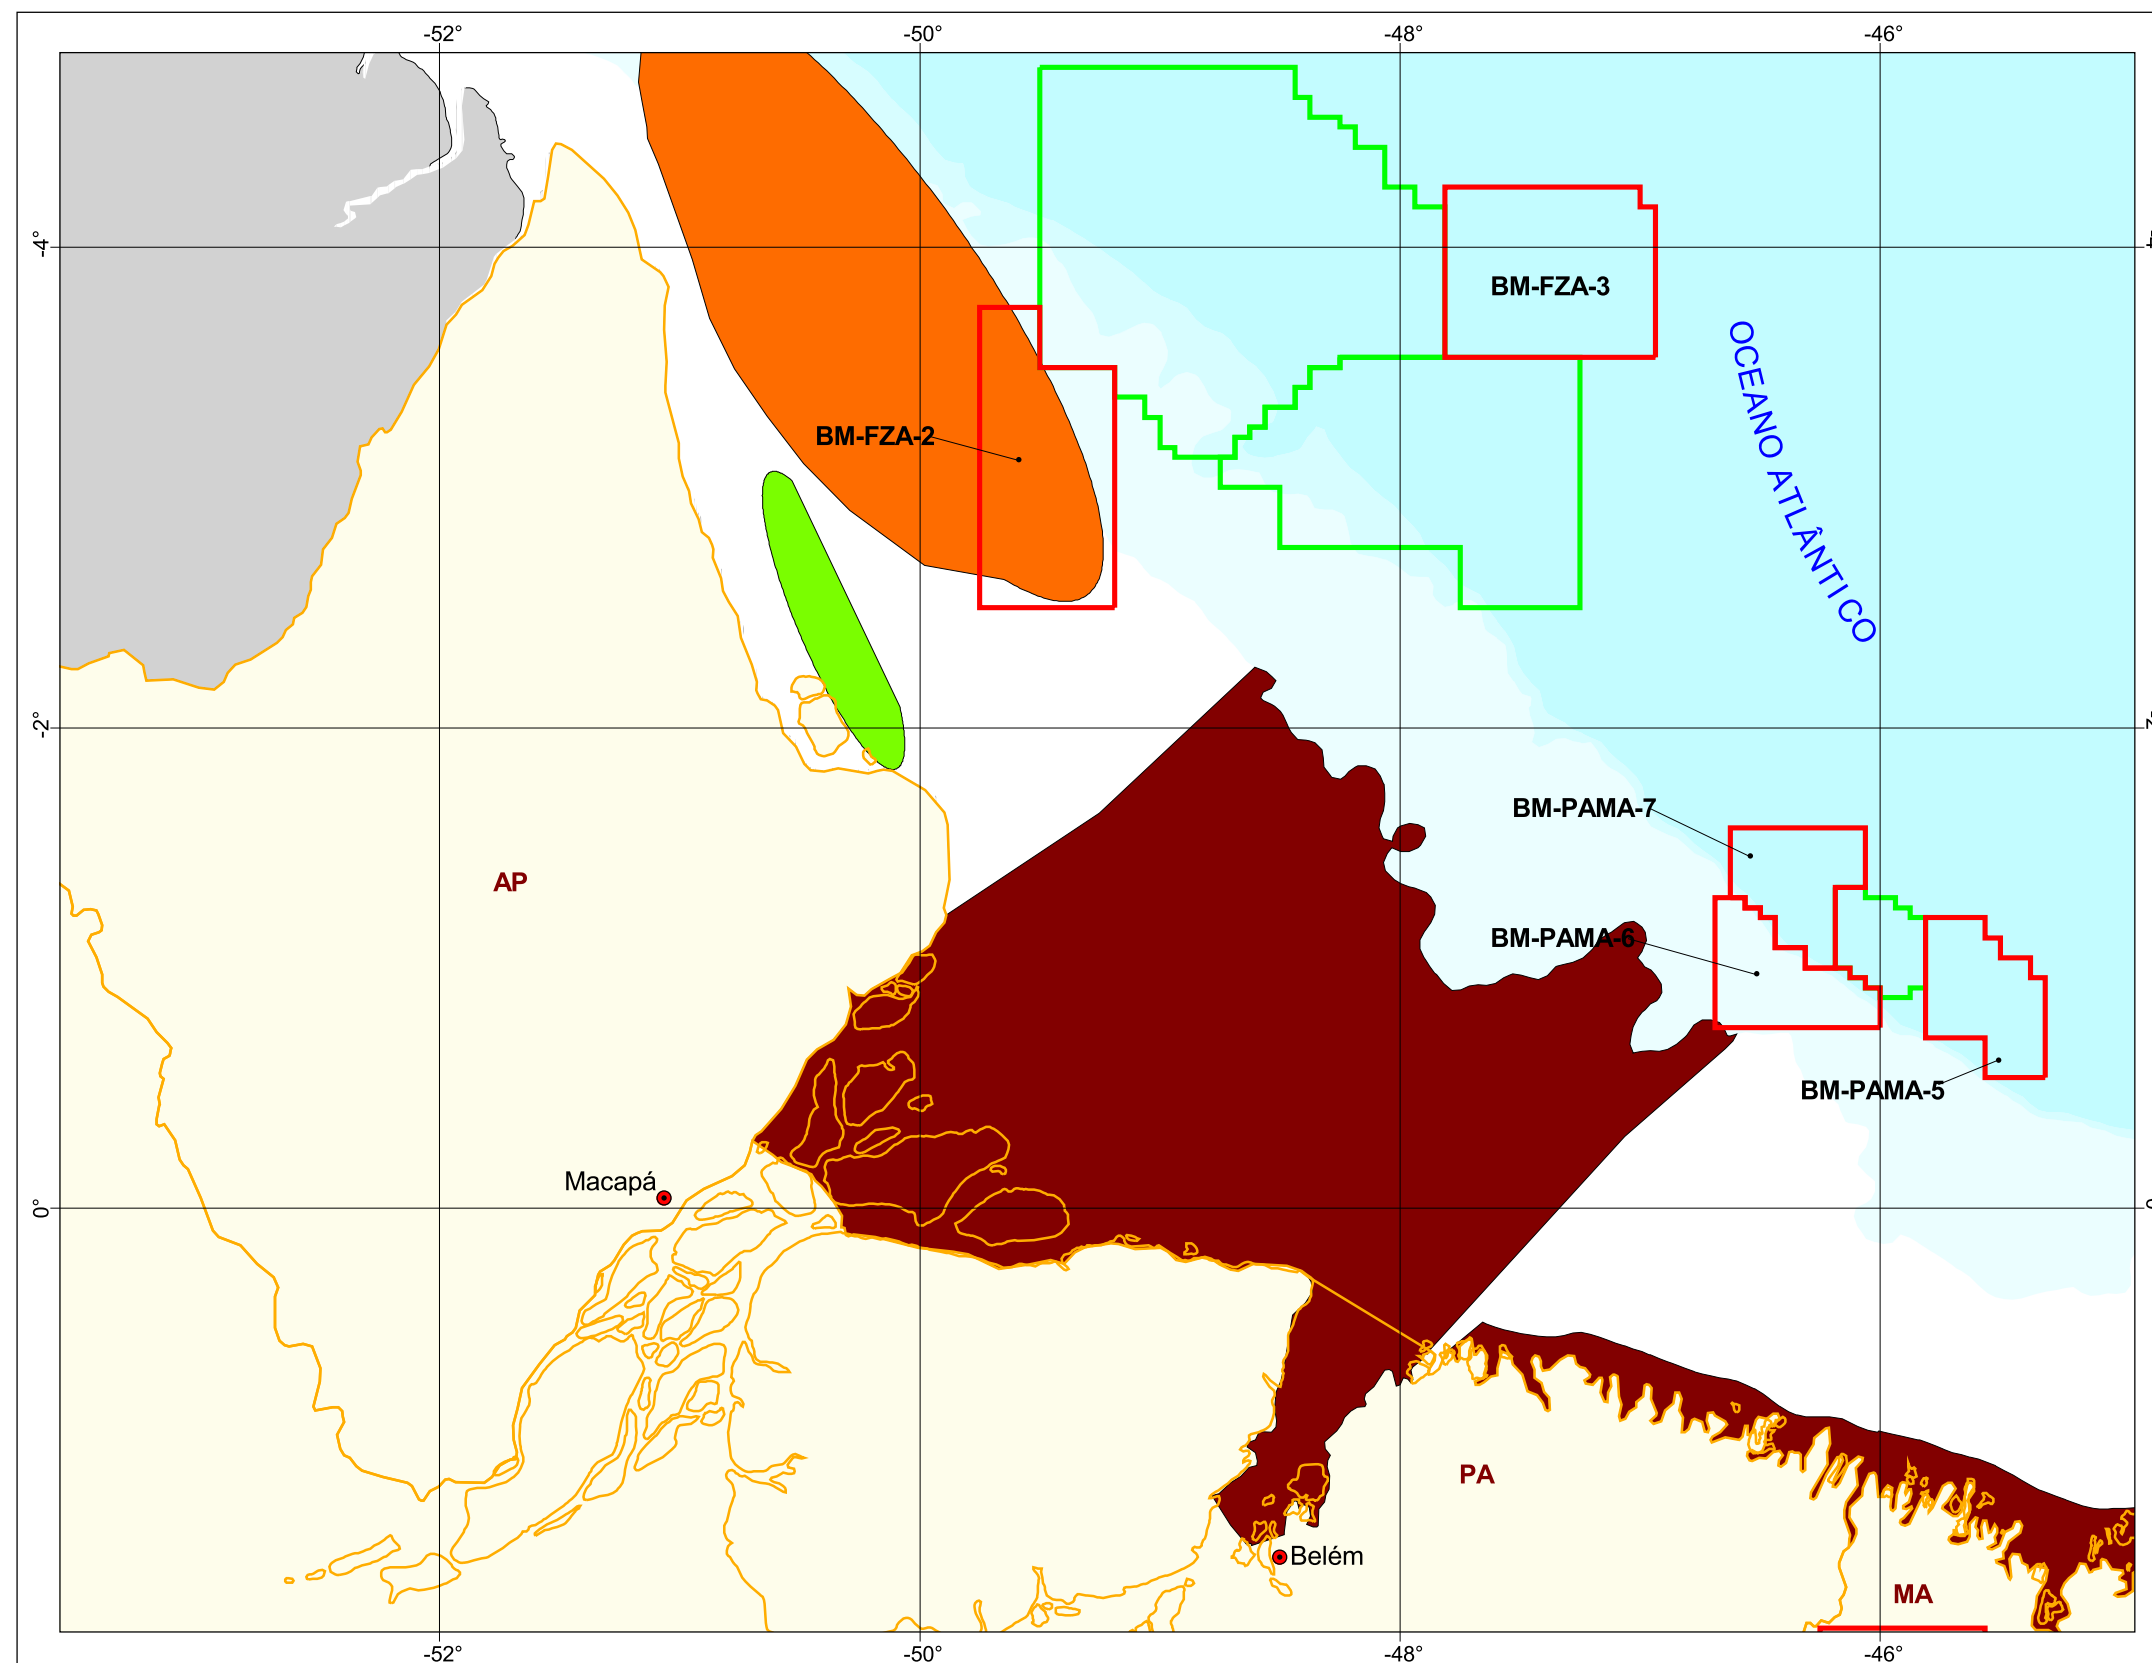 -52° -50° -48° -46°
-4°
BM-FZA-3
OCEANO ATLÂNTICO
BM-FZA-2
-2°
BM-PAMA-7
AP
BM-PAMA-6
BM-PAMA-5
Macapá
0°
PA
Belém
MA
-52° -50° -48° -46°